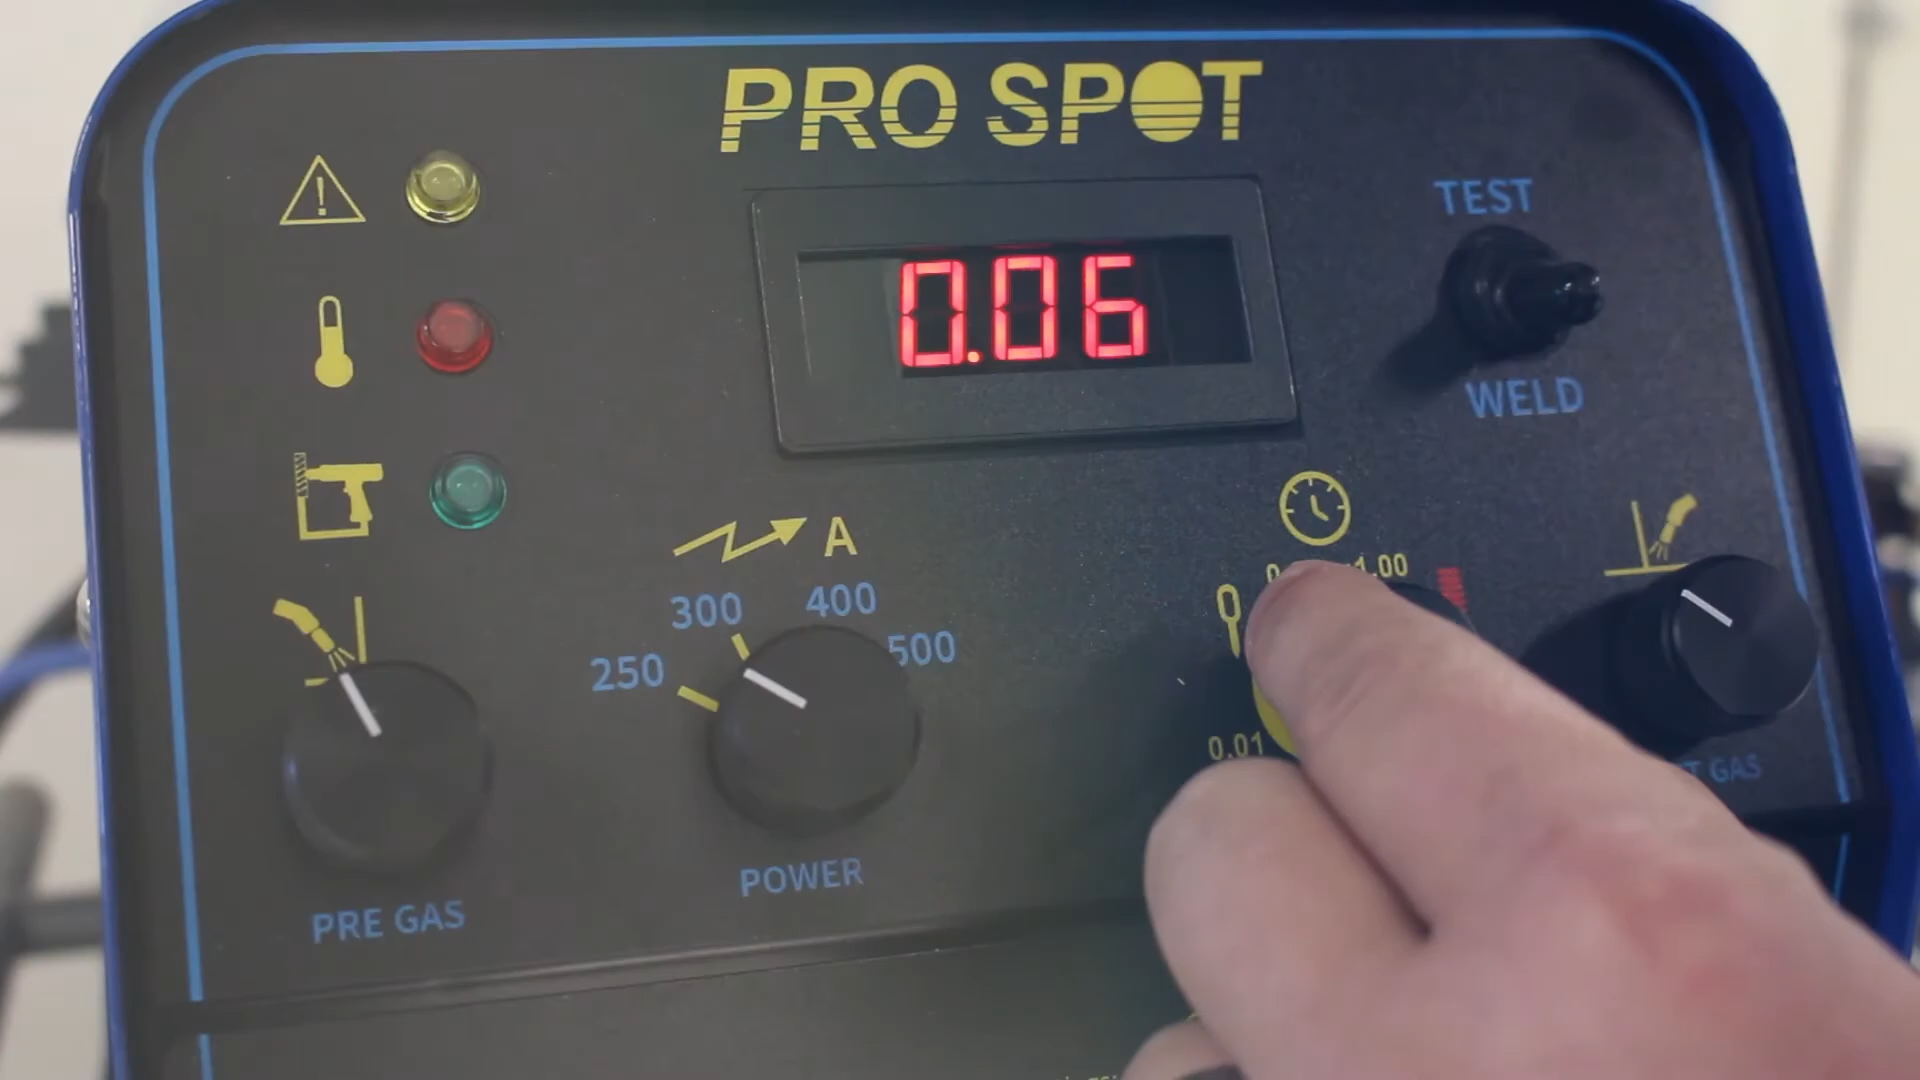 PRO SPOT
TEST
0.06
WELD
A
300 400
250 500
1.00
0.01
GAS
POWER
PRE GAS